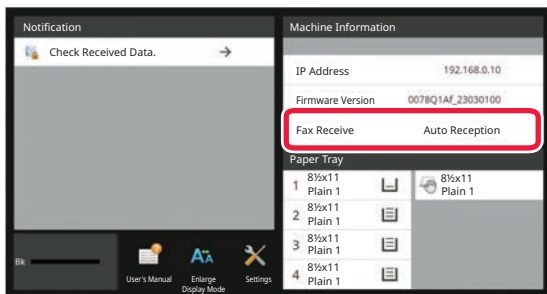 Notification
Check Received Data.
Machine Information
IP Address 192.168.0.10
Firmware Version 0078Q1Af_23030100
Fax Receive Auto Reception
Paper Tray
1 8½x11
Plain 1
8½x11
Plain 1
2 8½x11
Plain 1
3 8½x11
Plain 1
4 8½x11
Plain 1
Bk
User's Manual
Enlarge
Display Mode
Settings